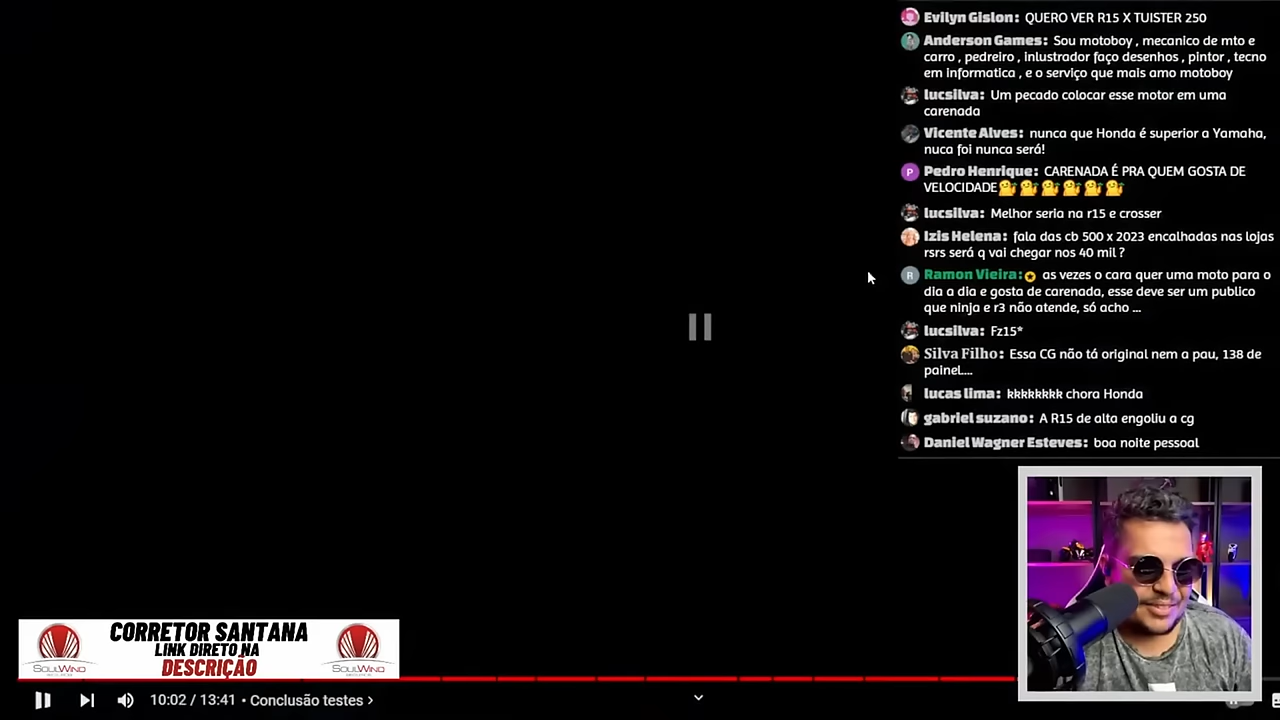 Evilyn Gislon: QUERO VER R15 X TUISTER 250
Anderson Games: Sou motoboy , mecanico de mto e
carro , pedreiro , inlustrador faço desenhos , pintor , tecno
em informatica , e o serviço que mais amo motoboy
lucsilva: Um pecado colocar esse motor em uma
carenada
Vicente Alves: nunca que Honda é superior a Yamaha,
nuca foi nunca será!
P Pedro Henrique: CARENADA É PRA QUEM GOSTA DE
VELOCIDADE
lucsilva: Melhor seria na r15 e crosser
Izis Helena: fala das cb 500 x 2023 encalhadas nas lojas
rsrs será q vai chegar nos 40 mil ?
R Ramon Vieira: as vezes o cara quer uma moto para o
dia a dia e gosta de carenada, esse deve ser um publico
que ninja e r3 não atende, só acho ...
lucsilva: Fz15*
Silva Filho: Essa CG não tá original nem a pau, 138 de
painel....
lucas lima: kkkkkkkk chora Honda
gabriel suzano: A R15 de alta engoliu a cg
Daniel Wagner Esteves: boa noite pessoal
CORRETOR SANTANA
LINK DIRETO NA
DESCRIÇÃO
SOULWIND
SOULWIND
10:02 / 13:41 • Conclusão testes